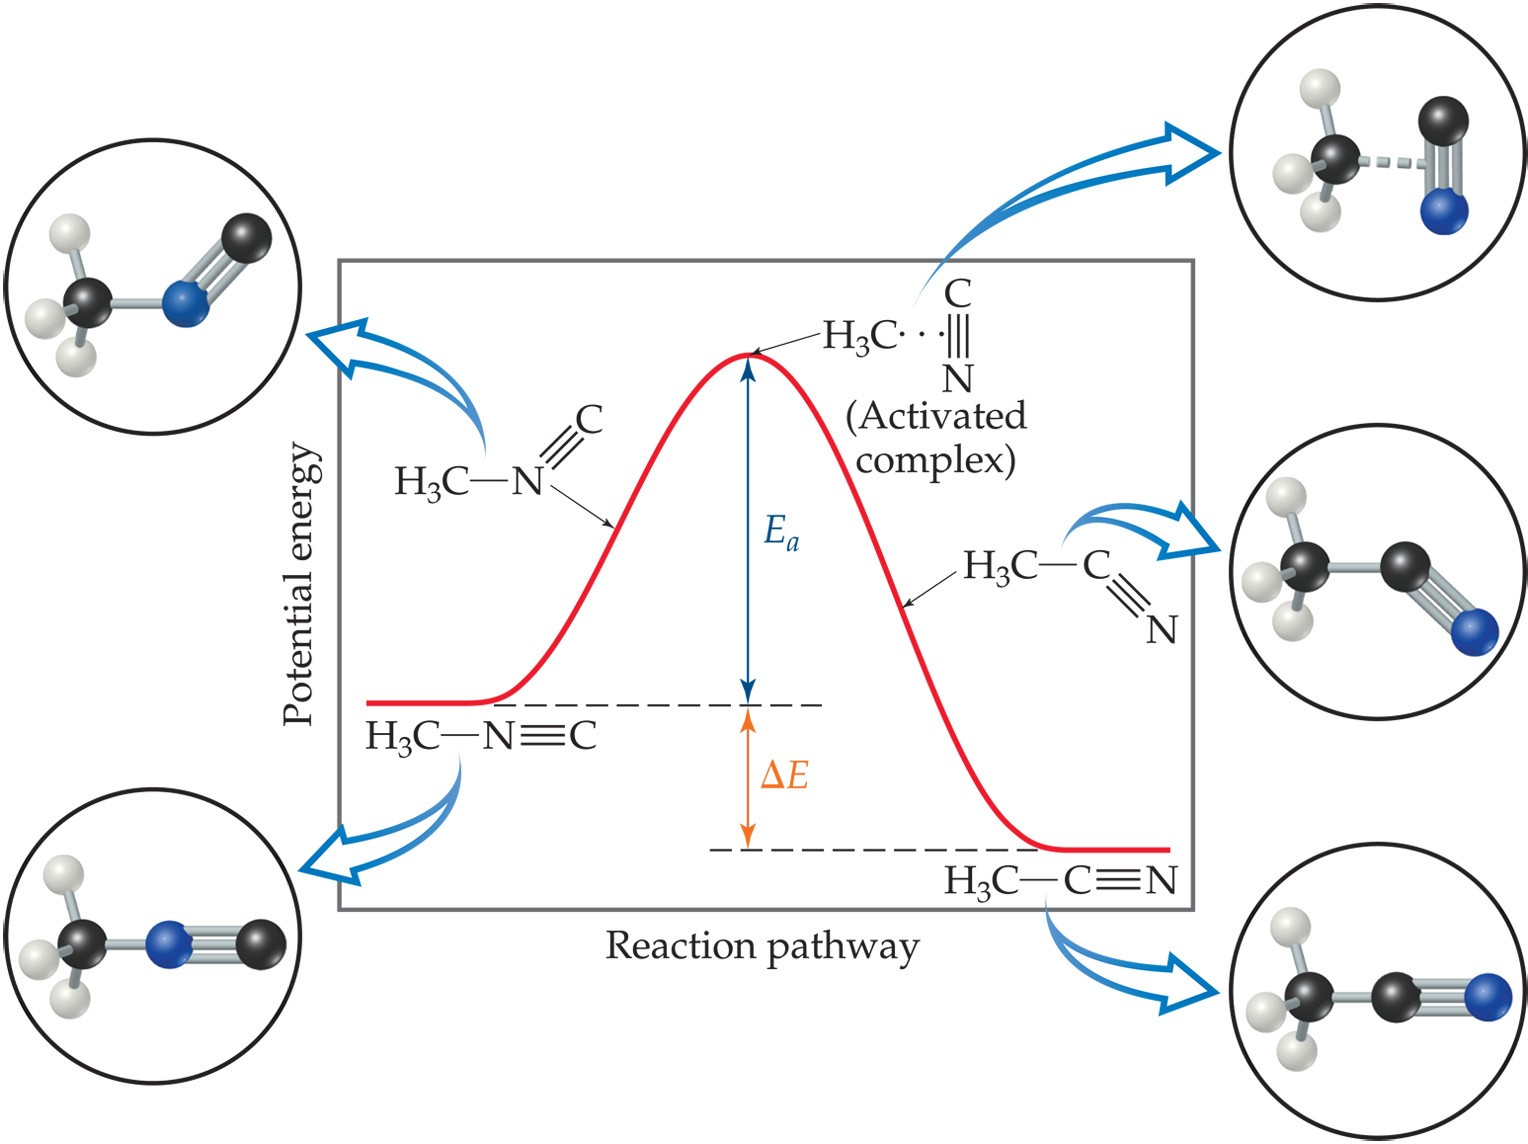 C
H₃C···
N
(Activated
complex)
C
H₃C—N
Eₐ
H₃C—C
N
Potential energy
H₃C—N≡C
ΔE
H₃C—C≡N
Reaction pathway